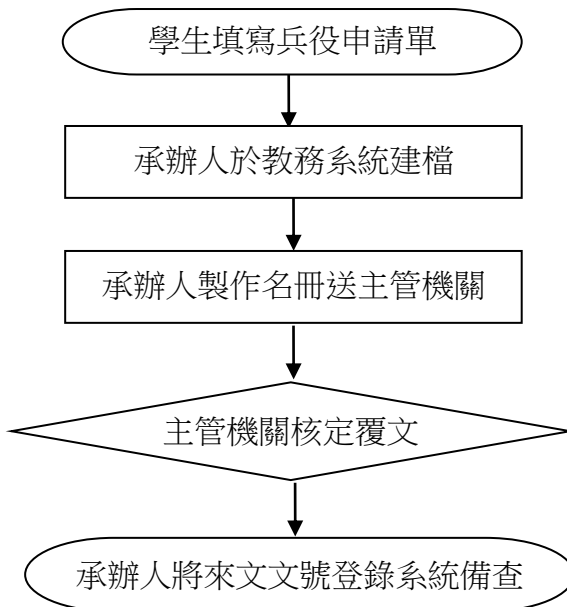 學生填寫兵役申請單
承辦人於教務系統建檔
承辦人製作名冊送主管機關
主管機關核定覆文
承辦人將來文文號登錄系統備查